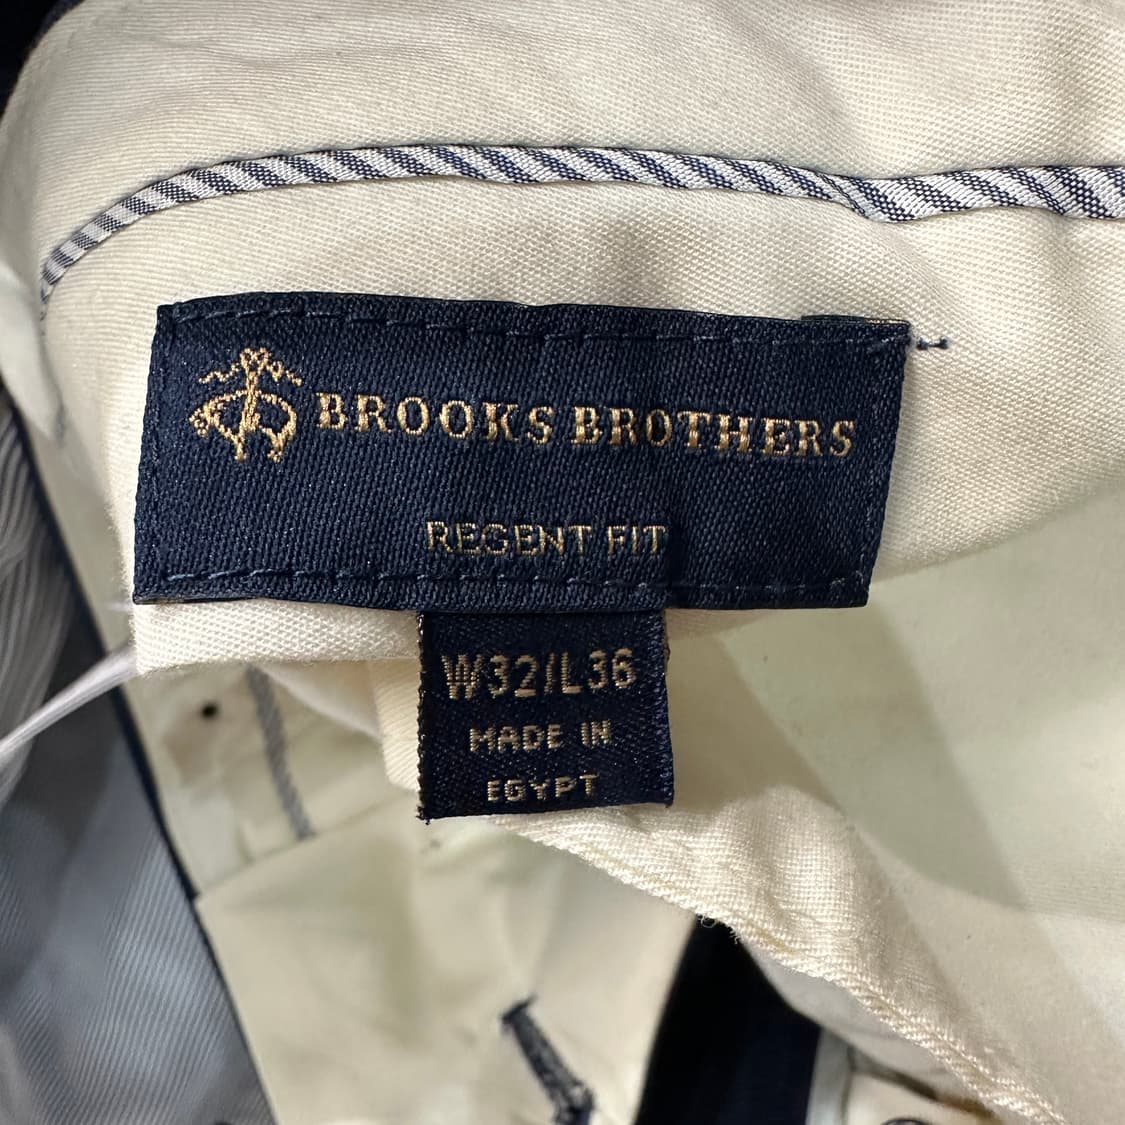 BROOKS BROTHERS
REGENT FIT
W32/L36
MADE IN
EGYPT